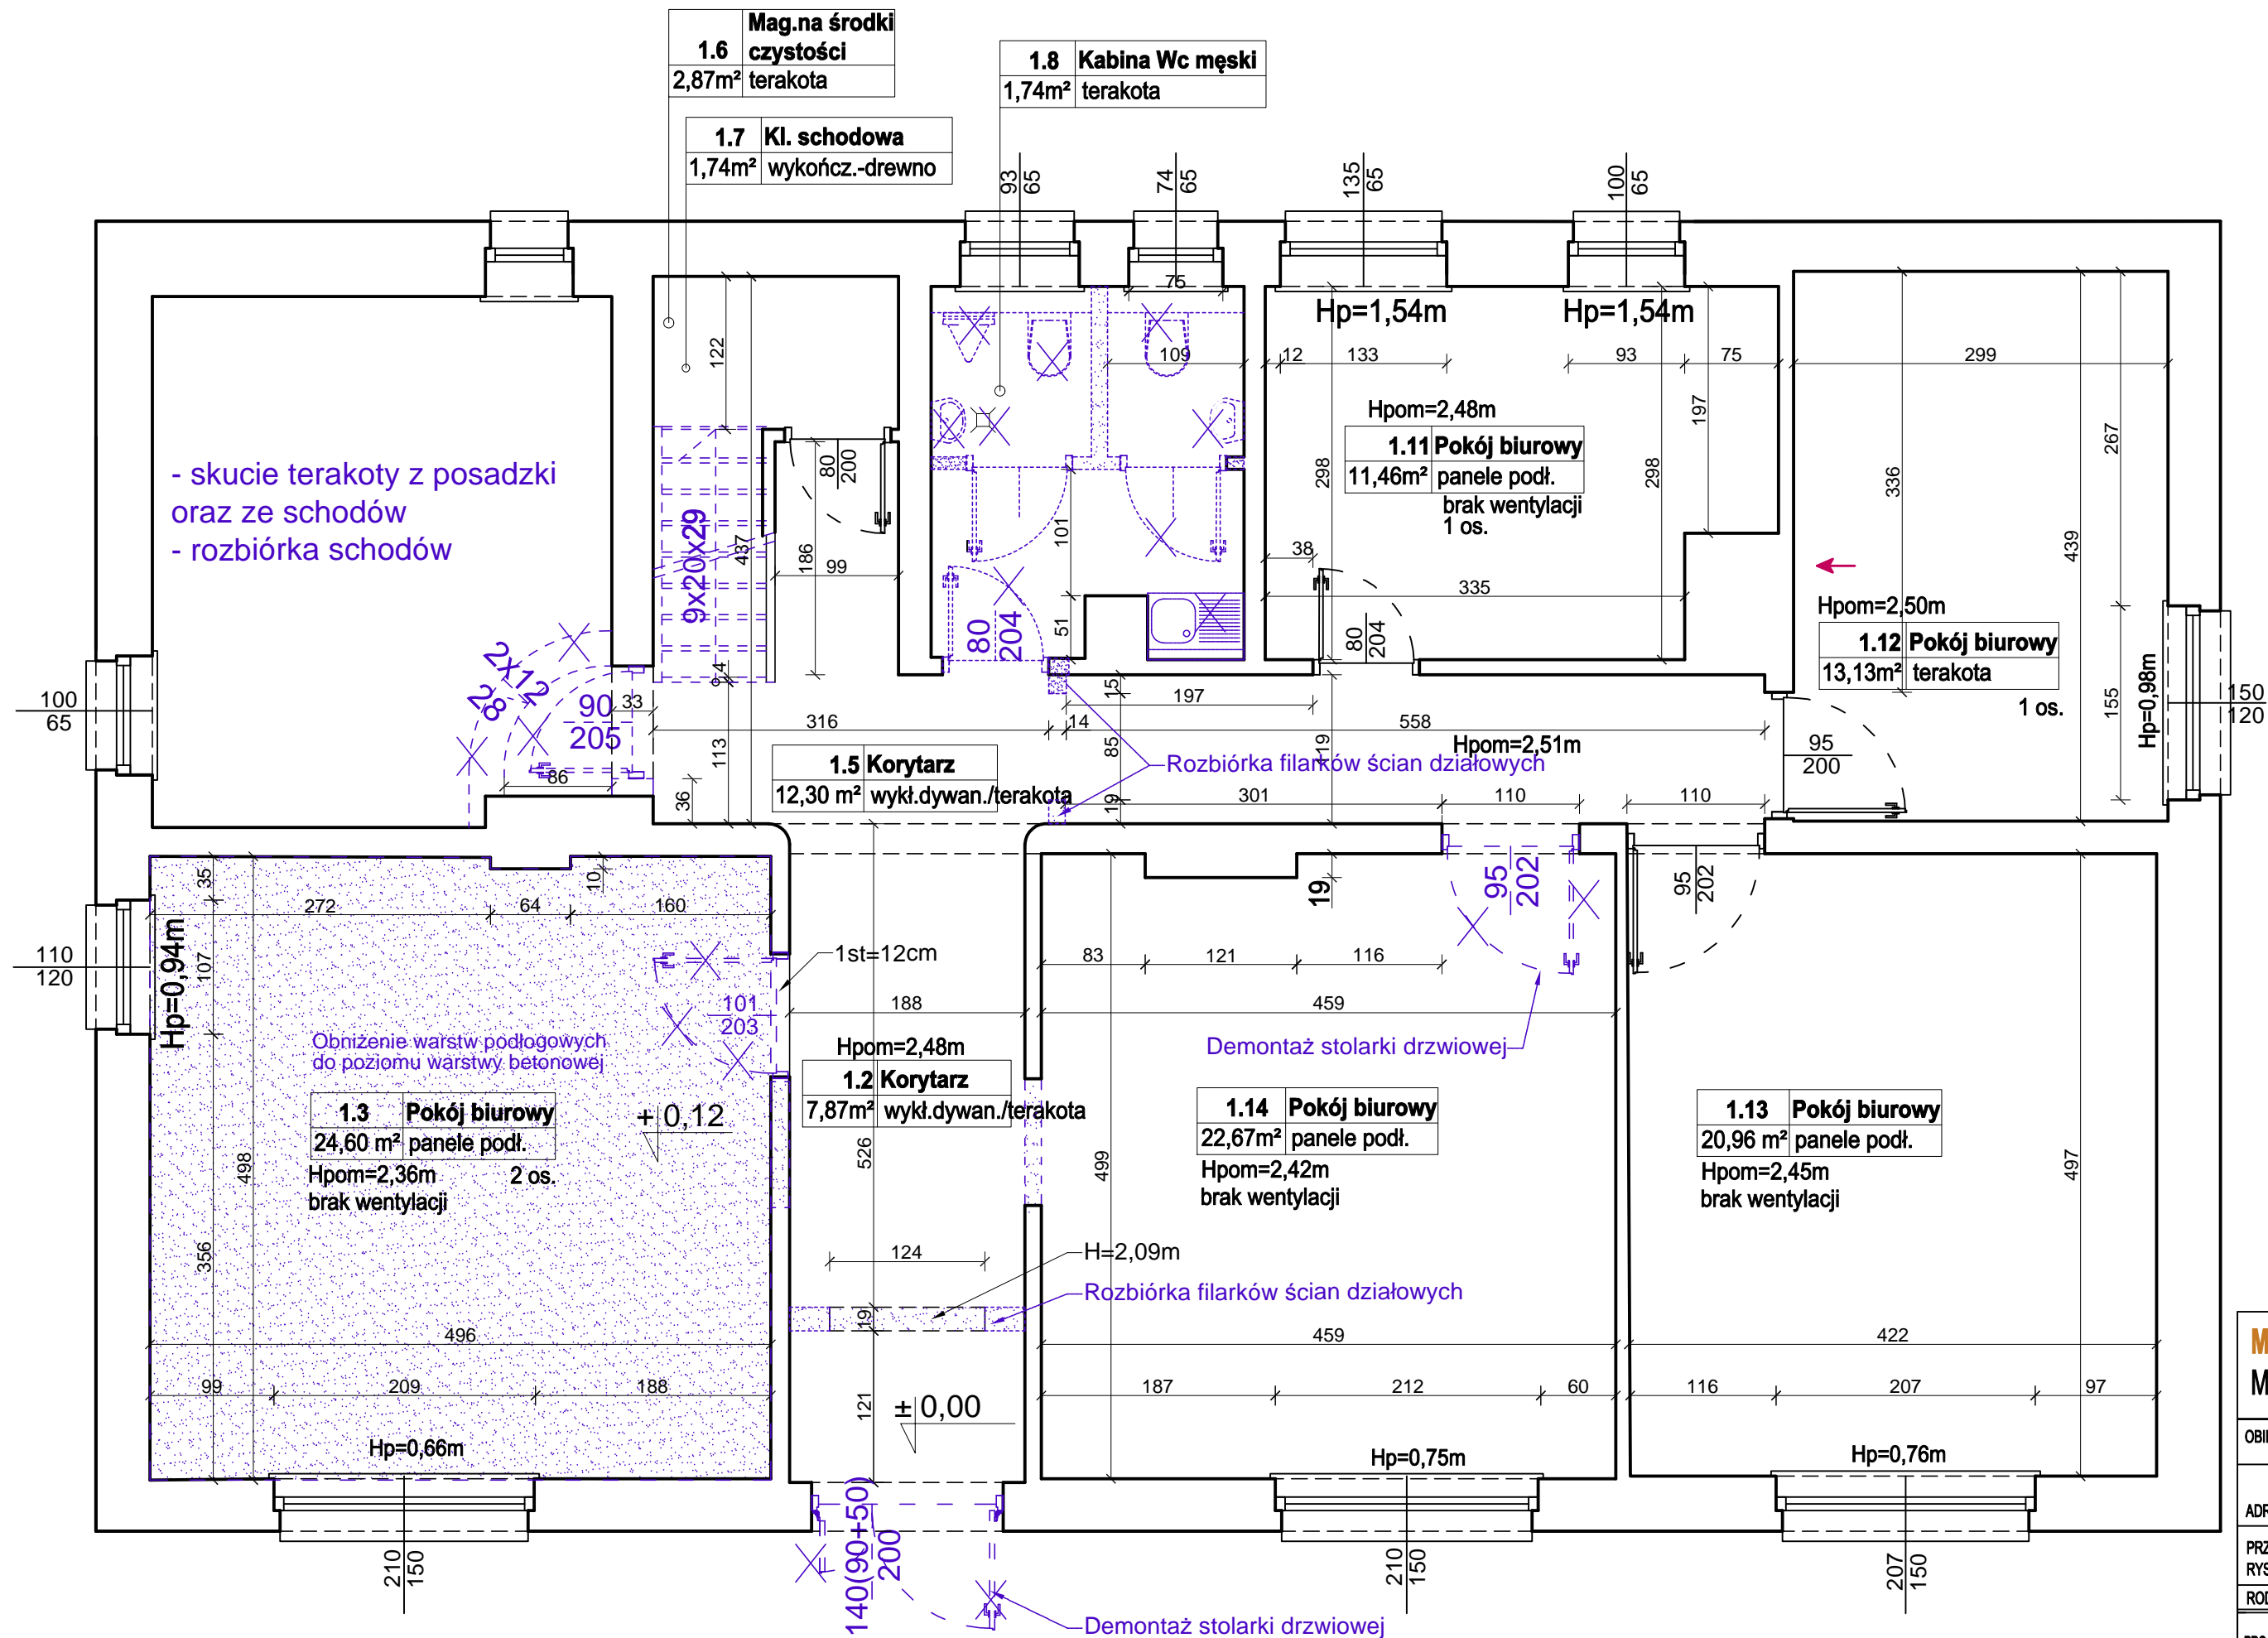 1.6 Mag.na środki
czystości
2,87m² terakota
1.8 Kabina Wc męski
1,74m² terakota
1.7 Kl. schodowa
1,74m² wykończ.-drewno
93
65
74
65
135
65
100
65
75
Hp=1,54m
Hp=1,54m
122
109
12
133
93
75
299
Hpom=2,48m
1.11 Pokój biurowy
11,46m² panele podł.
brak wentylacji
1 os.
197
298
298
336
267
439
- skucie terakoty z posadzki
oraz ze schodów
- rozbiórka schodów
80
200
9x20x29
437
186
99
101
51
38
335
80
204
80
204
Hpom=2,50m
1.12 Pokój biurowy
13,13m² terakota
1 os.
155
Hp=0,98m
150
120
100
65
2x12
28
90
205
33
86
4
316
14
15
197
558
113
85
119
36
19
Hpom=2,51m
95
200
1.5 Korytarz
12,30 m² wykł.dywan./terakota
Rozbiórka filarków ścian działowych
301
110
110
35
10
272
64
160
110
120
Hp=0,94m
107
1st=12cm
188
101
203
Obniżenie warstw podłogowych
do poziomu warstwy betonowej
19
95
202
95
202
83
121
116
459
Demontaż stolarki drzwiowej
Hpom=2,48m
1.2 Korytarz
7,87m² wykł.dywan./terakota
1.3 Pokój biurowy
24,60 m² panele podł.
Hpom=2,36m 2 os.
brak wentylacji
+ 0,12
498
356
526
499
1.14 Pokój biurowy
22,67m² panele podł.
Hpom=2,42m
brak wentylacji
1.13 Pokój biurowy
20,96 m² panele podł.
Hpom=2,45m
brak wentylacji
497
124
H=2,09m
Rozbiórka filarków ścian działowych
19
496
459
422
99
209
188
121
± 0,00
187
212
60
116
207
97
Hp=0,66m
Hp=0,75m
Hp=0,76m
210
150
140(90+50)
200
210
150
207
150
Demontaż stolarki drzwiowej
M
M
OBI
ADR
PRZ
RYS
ROD